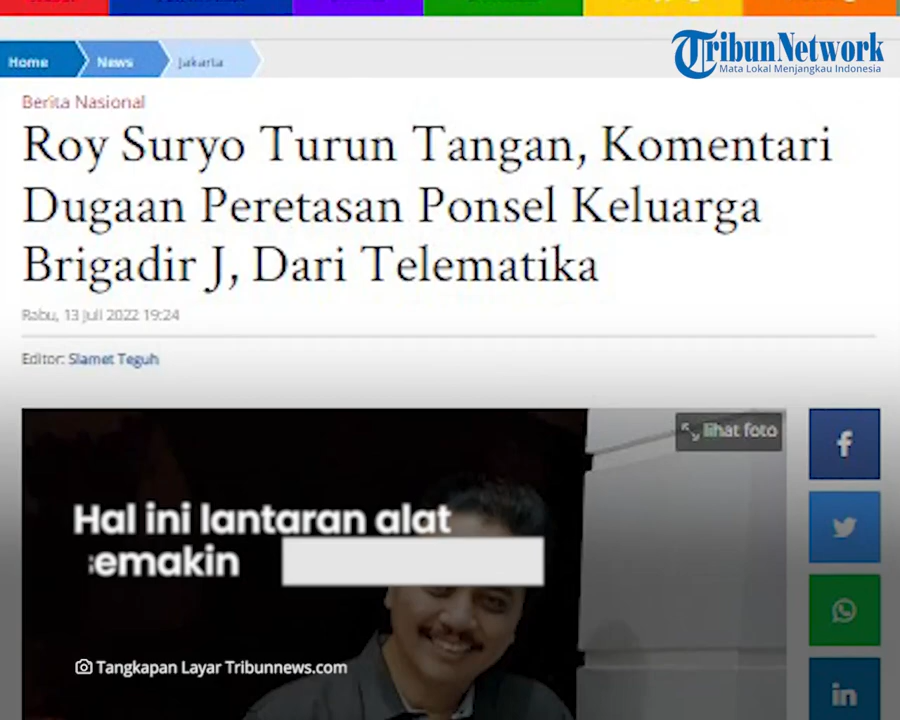 TribunNetwork
Mata Lokal Menjangkau Indonesia
Home News Jakarta
Berita Nasional
Roy Suryo Turun Tangan, Komentari
Dugaan Peretasan Ponsel Keluarga
Brigadir J, Dari Telematika
Rabu, 13 Juli 2022 19:24
Editor: Slamet Teguh
lihat foto
Hal ini lantaran alat
semakin
Tangkapan Layar Tribunnews.com